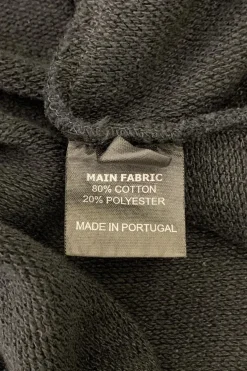 MAIN FABRIC
80% COTTON
20% POLYESTER
MADE IN PORTUGAL